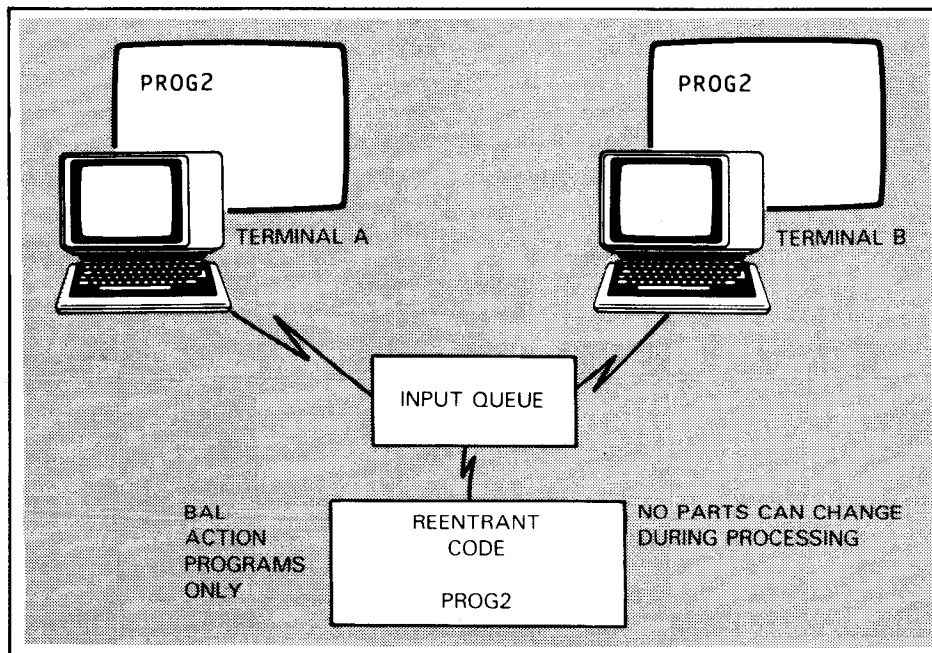 PROG2
PROG2
TERMINAL A
TERMINAL B
INPUT QUEUE
BAL
ACTION
PROGRAMS
ONLY
REENTRANT
CODE
PROG2
NO PARTS CAN CHANGE
DURING PROCESSING